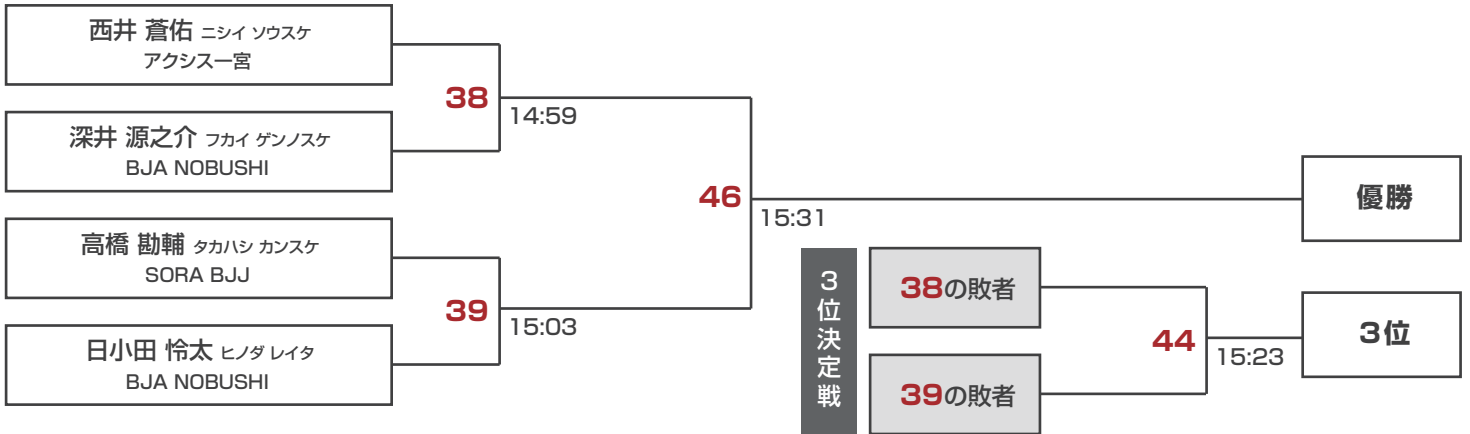 西井 蒼佑 ニシイ ソウスケ
アクシス一宮
38
14:59
深井 源之介 フカイ ゲンノスケ
BJA NOBUSHI
46
15:31
優勝
高橋 勘輔 タカハシ カンスケ
SORA BJJ
39
15:03
日小田 怜太 ヒノダ レイタ
BJA NOBUSHI
3位決定戦
38の敗者
44
15:23
3位
39の敗者